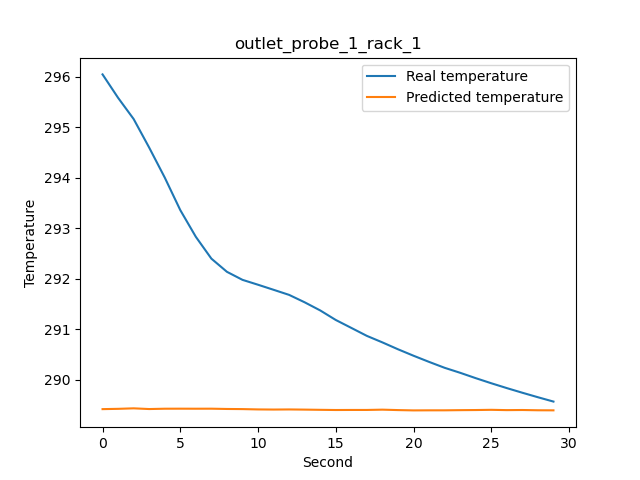 outlet_probe_1_rack_1
Real temperature
Predicted temperature
296
295
294
293
292
291
290
Temperature
0 5 10 15 20 25 30
Second